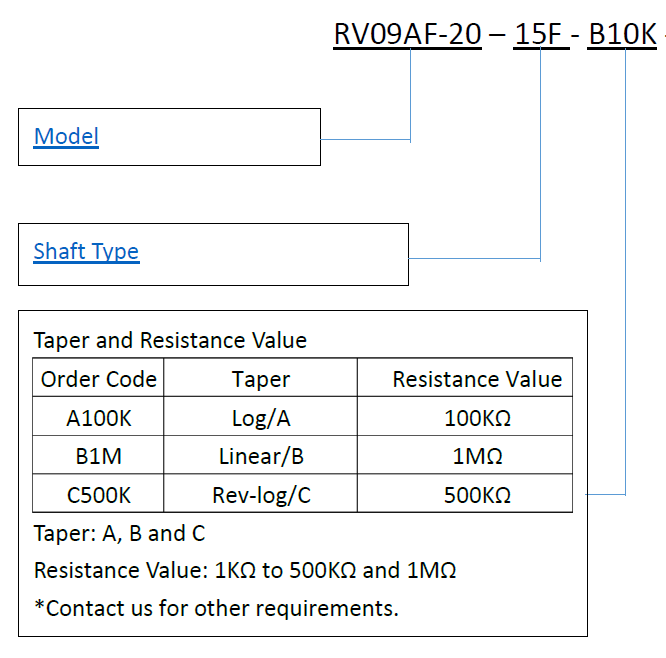 RV09AF-20 – 15F - B10K -
Model
Shaft Type
Taper and Resistance Value
Order Code Taper Resistance Value
A100K Log/A 100KΩ
B1M Linear/B 1MΩ
C500K Rev-log/C 500KΩ
Taper: A, B and C
Resistance Value: 1KΩ to 500KΩ and 1MΩ
*Contact us for other requirements.